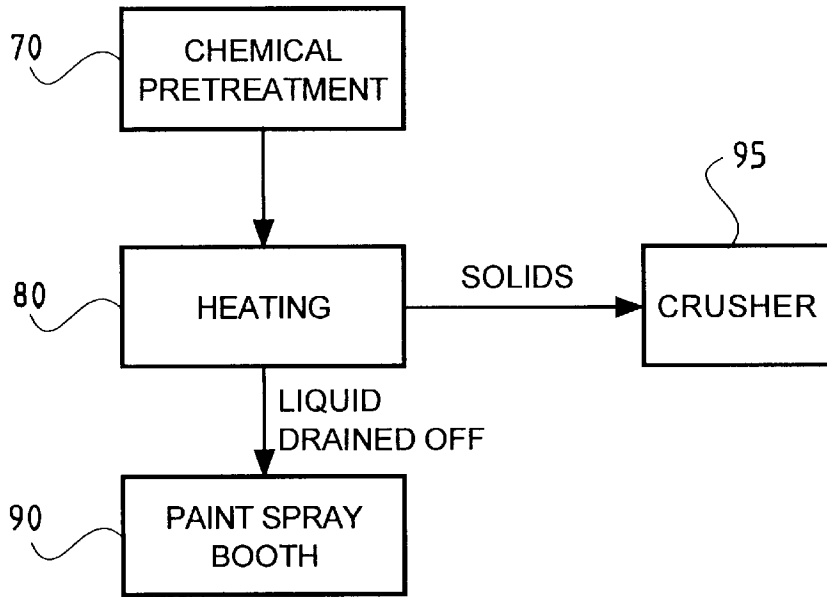 70
CHEMICAL
PRETREATMENT
95
80
HEATING
SOLIDS
CRUSHER
LIQUID
DRAINED OFF
90
PAINT SPRAY
BOOTH